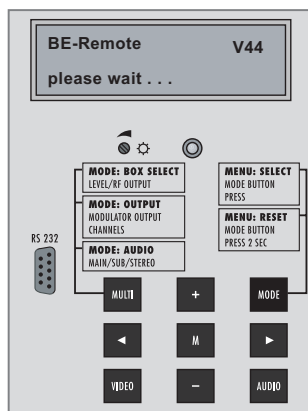 BE-Remote V44
please wait . . .
MODE: BOX SELECT
LEVEL/RF OUTPUT
MODE: OUTPUT
MODULATOR OUTPUT
CHANNELS
MODE: AUDIO
MAIN/SUB/STEREO
MENU: SELECT
MODE BUTTON
PRESS
MENU: RESET
MODE BUTTON
PRESS 2 SEC
RS 232
MULTI + MODE
◄ M ►
VIDEO – AUDIO